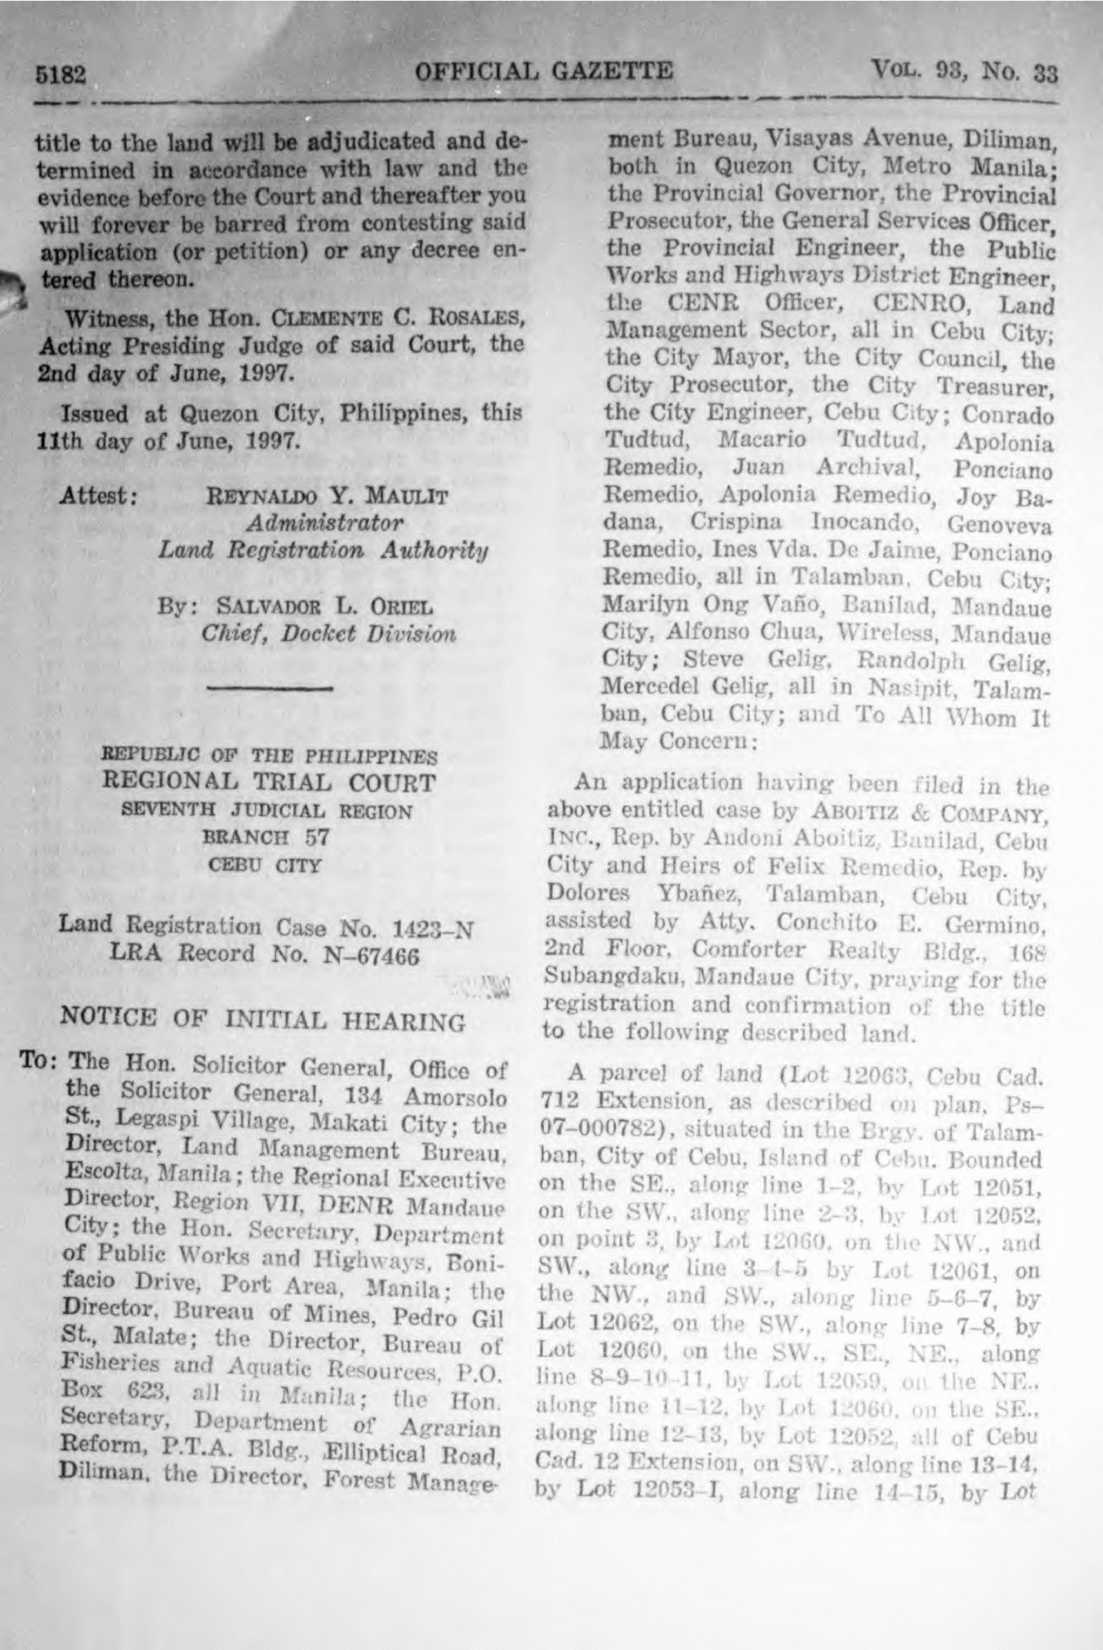 5182 OFFICIAL GAZETTE VOL. 93, No. 33
title to the land will be adjudicated and de-
termined in accordance with law and the
evidence before the Court and thereafter you
will forever be barred from contesting said
application (or petition) or any decree en-
tered thereon.
Witness, the Hon. CLEMENTE C. ROSALES,
Acting Presiding Judge of said Court, the
2nd day of June, 1997.
Issued at Quezon City, Philippines, this
11th day of June, 1997.
Attest: REYNALDO Y. MAULIT
Administrator
Land Registration Authority
By: SALVADOR L. ORIEL
Chief, Docket Division
REPUBLIC OF THE PHILIPPINES
REGIONAL TRIAL COURT
SEVENTH JUDICIAL REGION
BRANCH 57
CEBU CITY
Land Registration Case No. 1423–N
LRA Record No. N–67466
NOTICE OF INITIAL HEARING
To: The Hon. Solicitor General, Office of
the Solicitor General, 134 Amorsolo
St., Legaspi Village, Makati City; the
Director, Land Management Bureau,
Escolta, Manila; the Regional Executive
Director, Region VII, DENR Mandaue
City; the Hon. Secretary, Department
of Public Works and Highways, Boni-
facio Drive, Port Area, Manila; the
Director, Bureau of Mines, Pedro Gil
St., Malate; the Director, Bureau of
Fisheries and Aquatic Resources, P.O.
Box 623, all in Manila; the Hon.
Secretary, Department of Agrarian
Reform, P.T.A. Bldg., Elliptical Road,
Diliman, the Director, Forest Manage-
ment Bureau, Visayas Avenue, Diliman,
both in Quezon City, Metro Manila;
the Provincial Governor, the Provincial
Prosecutor, the General Services Officer,
the Provincial Engineer, the Public
Works and Highways District Engineer,
the CENR Officer, CENRO, Land
Management Sector, all in Cebu City;
the City Mayor, the City Council, the
City Prosecutor, the City Treasurer,
the City Engineer, Cebu City; Conrado
Tudtud, Macario Tudtud, Apolonia
Remedio, Juan Archival, Ponciano
Remedio, Apolonia Remedio, Joy Ba-
dana, Crispina Inocando, Genoveva
Remedio, Ines Vda. De Jaime, Ponciano
Remedio, all in Talamban, Cebu City;
Marilyn Ong Vaño, Banilad, Mandaue
City, Alfonso Chua, Wireless, Mandaue
City; Steve Gelig, Randolph Gelig,
Mercedel Gelig, all in Nasipit, Talam-
ban, Cebu City; and To All Whom It
May Concern:
An application having been filed in the
above entitled case by ABOITIZ & COMPANY,
INC., Rep. by Andoni Aboitiz, Banilad, Cebu
City and Heirs of Felix Remedio, Rep. by
Dolores Ybañez, Talamban, Cebu City,
assisted by Atty. Conchito E. Germino,
2nd Floor, Comforter Realty Bldg., 168
Subangdaku, Mandaue City, praying for the
registration and confirmation of the title
to the following described land.
A parcel of land (Lot 12063, Cebu Cad.
712 Extension, as described on plan, Ps–
07–000782), situated in the Brgy. of Talam-
ban, City of Cebu, Island of Cebu. Bounded
on the SE., along line 1–2, by Lot 12051,
on the SW., along line 2–3, by Lot 12052,
on point 3, by Lot 12060, on the NW., and
SW., along line 3–4–5 by Lot 12061, on
the NW., and SW., along line 5–6–7, by
Lot 12062, on the SW., along line 7–8, by
Lot 12060, on the SW., SE., NE., along
line 8–9–10–11, by Lot 12059, on the NE.,
along line 11–12, by Lot 12060, on the SE.,
along line 12–13, by Lot 12052, all of Cebu
Cad. 12 Extension, on SW., along line 13–14,
by Lot 12053–I, along line 14–15, by Lot